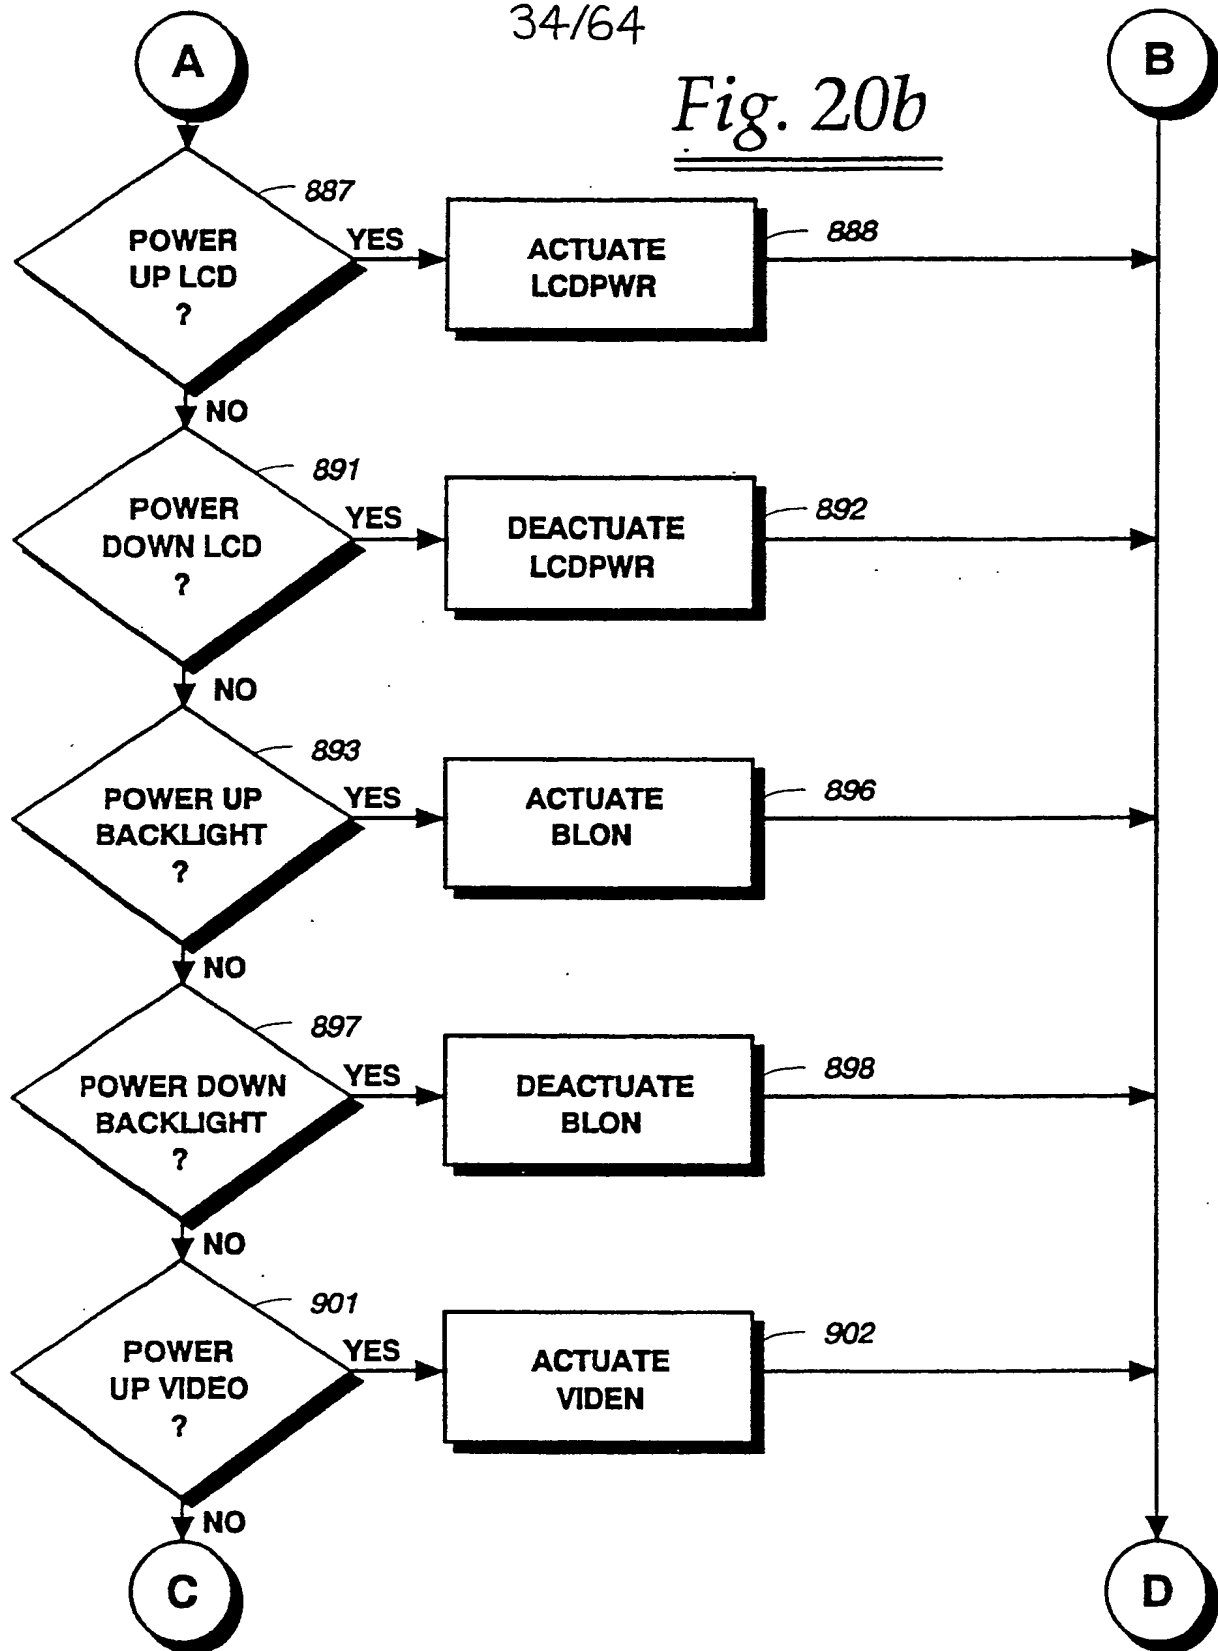 34/64
A
B
Fig. 20b
887
POWER
UP LCD
?
YES
ACTUATE
LCDPWR
888
NO
891
POWER
DOWN LCD
?
YES
DEACTUATE
LCDPWR
892
NO
893
POWER UP
BACKLIGHT
?
YES
ACTUATE
BLON
896
NO
897
POWER DOWN
BACKLIGHT
?
YES
DEACTUATE
BLON
898
NO
901
POWER
UP VIDEO
?
YES
ACTUATE
VIDEN
902
NO
C
D